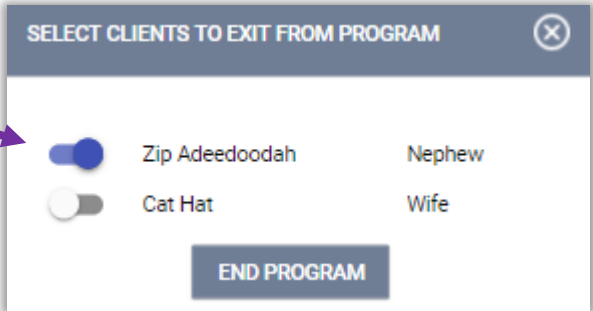 SELECT CLIENTS TO EXIT FROM PROGRAM
Zip Adeedoodah Nephew
Cat Hat Wife
END PROGRAM